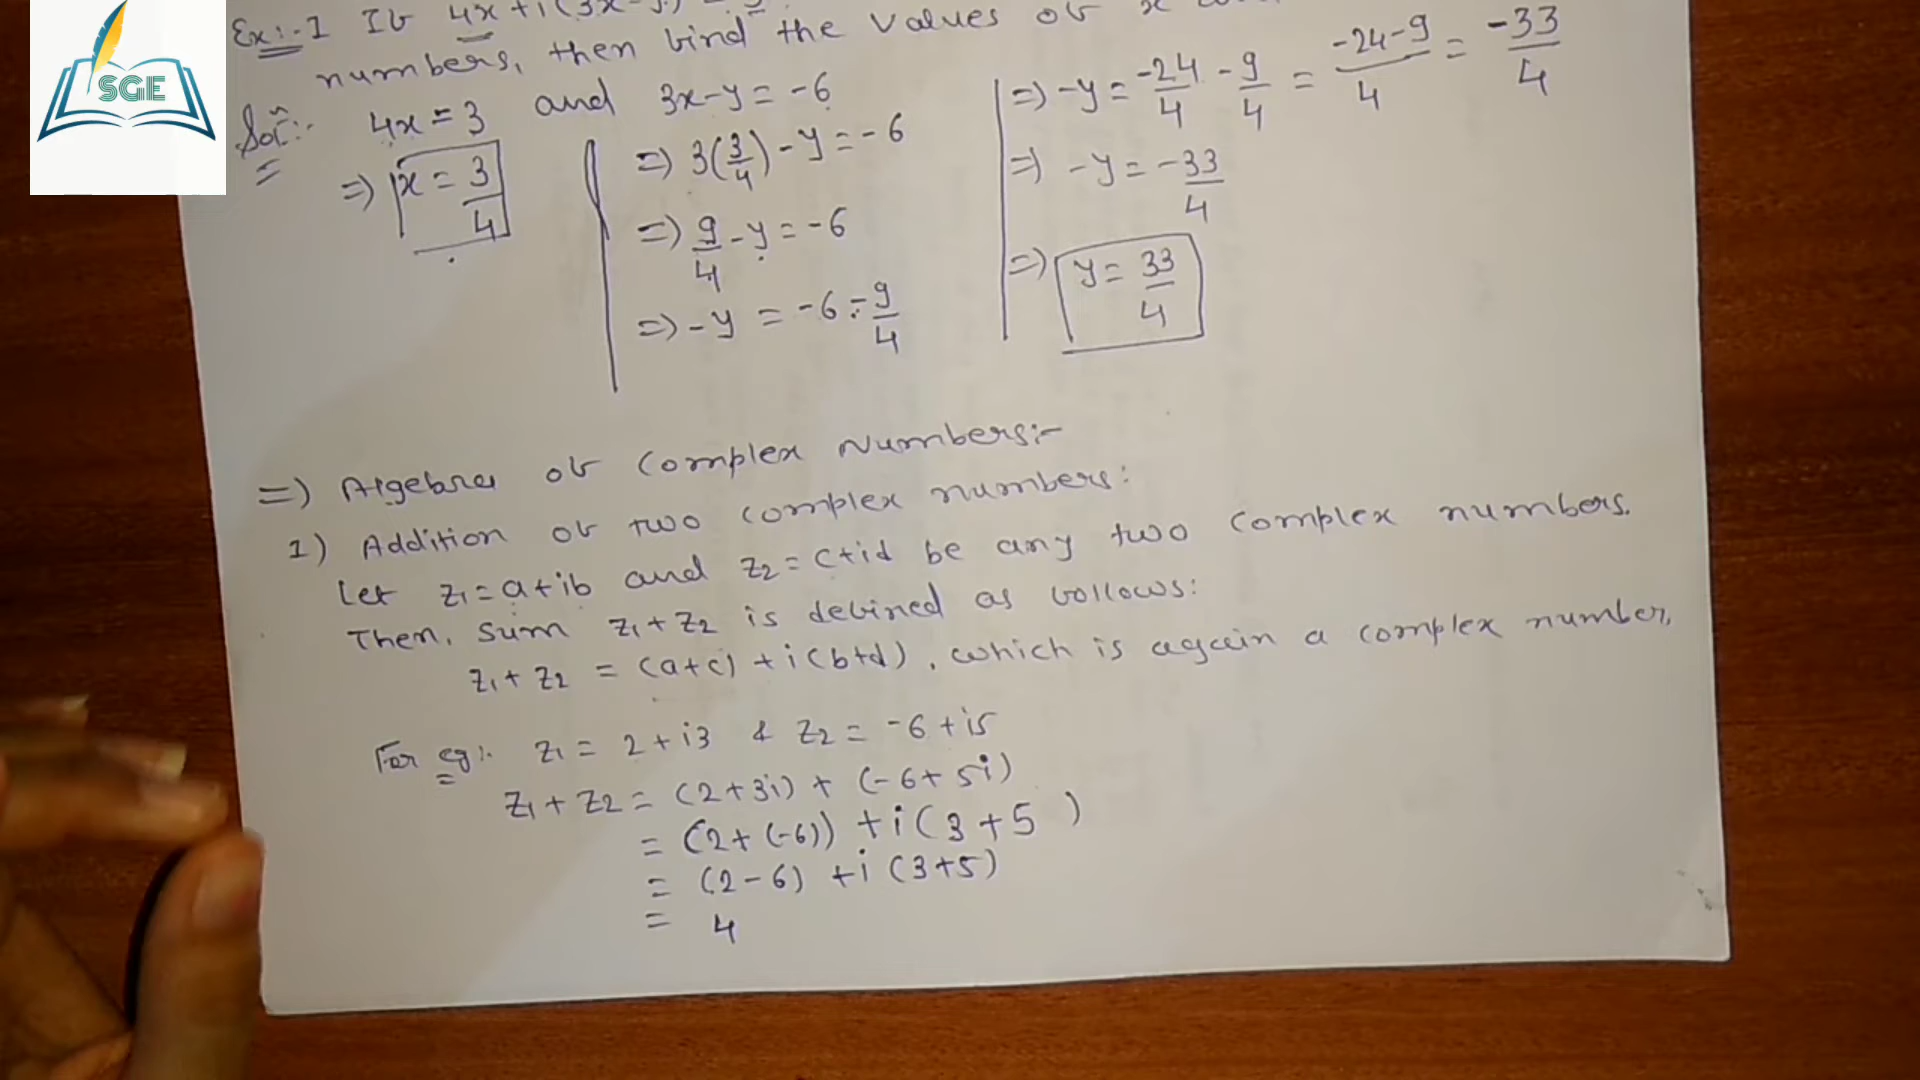 SGE
Ex:-1 If 4x + i(3x-
numbers, then find the values of x
Sol:- 4x = 3 and 3x-y = -6
=> x = 3/4
=> 3(3/4) - y = -6
=> 9/4 - y = -6
=> -y = -6 - 9/4
=> -y = -24/4 - 9/4 = -24-9/4 = -33/4
=> -y = -33/4
=> y = 33/4
=) Algebra of Complex Numbers:-
1) Addition of two complex numbers:
Let z1 = a+ib and z2 = c+id be any two complex numbers.
Then, sum z1+z2 is defined as follows:
z1+z2 = (a+c) + i(b+d), which is again a complex number,
For eg:- z1 = 2+i3 & z2 = -6+i5
z1+z2 = (2+3i) + (-6+5i)
= (2+(-6)) + i(3+5 )
= (2-6) + i(3+5)
= 4